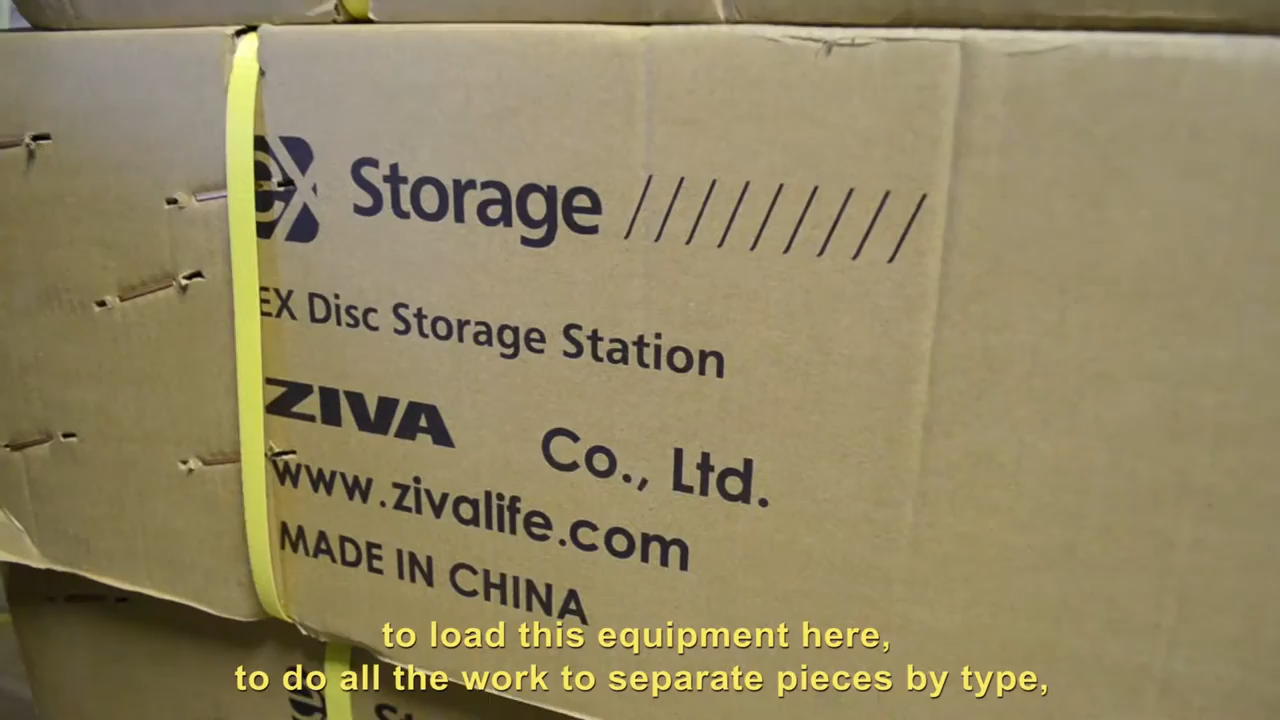 ex Storage ////////
EX Disc Storage Station
ZIVA Co., Ltd.
www.zivalife.com
MADE IN CHINA
to load this equipment here,
to do all the work to separate pieces by type,